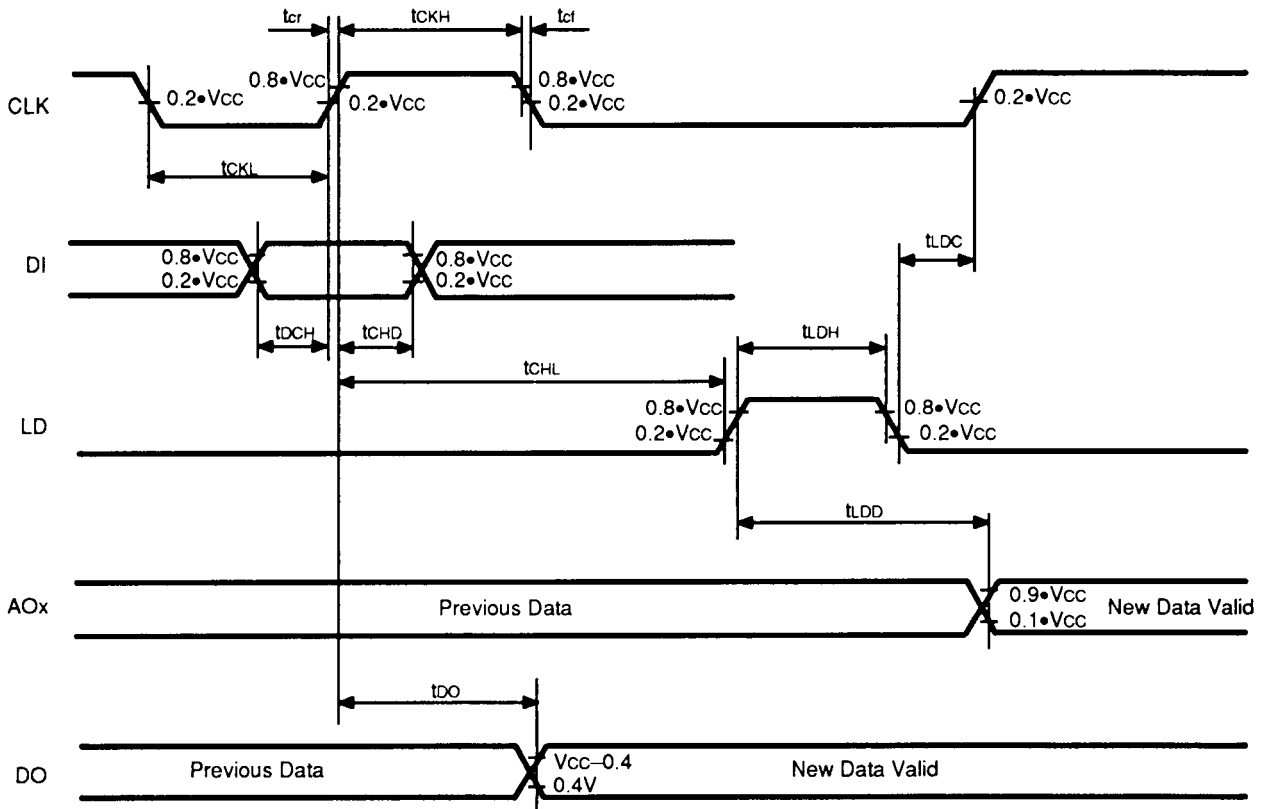 tcr
tCKH
tcf
CLK
0.2•VCC
0.8•VCC
0.2•VCC
0.8•VCC
0.2•VCC
0.2•VCC
tCKL
DI
0.8•VCC
0.2•VCC
0.8•VCC
0.2•VCC
tLDC
tDCH
tCHD
tLDH
tCHL
LD
0.8•VCC
0.2•VCC
0.8•VCC
0.2•VCC
tLDD
AOx
Previous Data
0.9•VCC
0.1•VCC
New Data Valid
tDO
DO
Previous Data
VCC–0.4
0.4V
New Data Valid